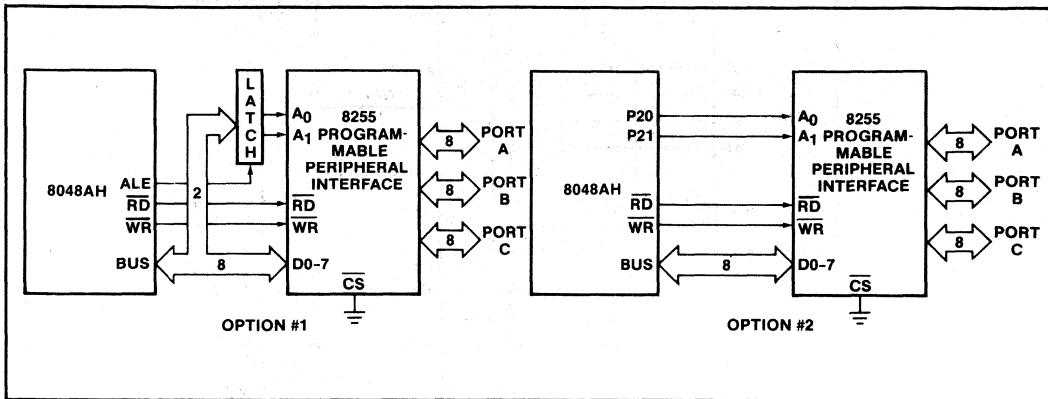 8048AH
ALE
RD
WR
BUS
2
8
LATCH
A0
A1
8255
PROGRAM-
MABLE
PERIPHERAL
INTERFACE
RD
WR
D0-7
CS
8
PORT
A
8
PORT
B
8
PORT
C
OPTION #1
8048AH
P20
P21
RD
WR
BUS
8
A0
A1
8255
PROGRAM-
MABLE
PERIPHERAL
INTERFACE
RD
WR
D0-7
CS
8
PORT
A
8
PORT
B
8
PORT
C
OPTION #2